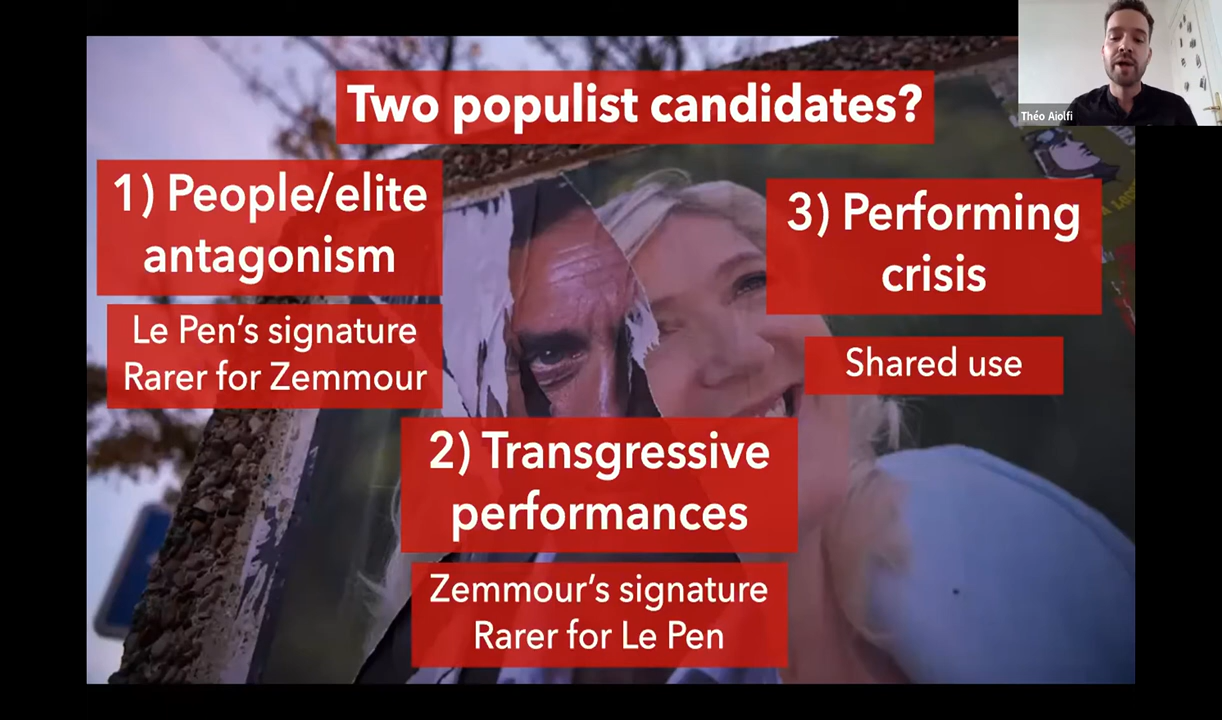 Two populist candidates?
Théo Aiolfi
1) People/elite
antagonism
Le Pen's signature
Rarer for Zemmour
2) Transgressive
performances
Zemmour's signature
Rarer for Le Pen
3) Performing
crisis
Shared use